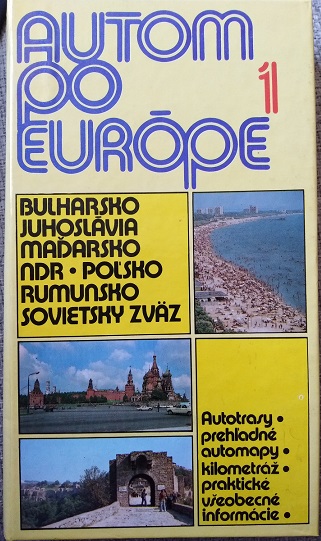 AUTOM
PO
EURÓPE
1
BULHARSKO
JUHOSLÁVIA
MAĎARSKO
NDR • POĽSKO
RUMUNSKO
SOVIETSKY ZVÄZ
Autotrasy •
prehľadné
automapy •
kilometráž •
praktické
všeobecné
informácie •